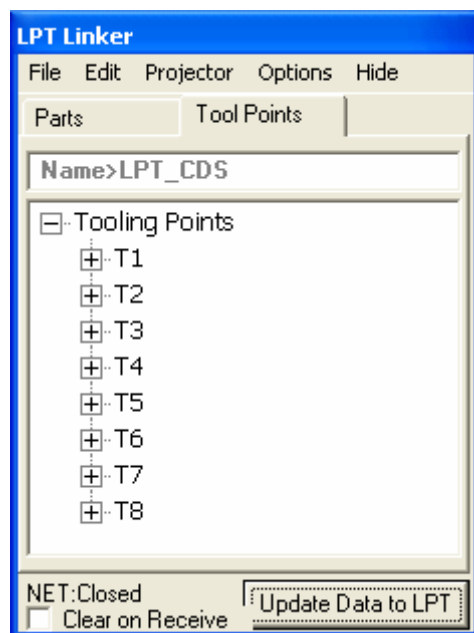 LPT Linker
File Edit Projector Options Hide
Parts Tool Points
Name>LPT_CDS
Tooling Points
T1
T2
T3
T4
T5
T6
T7
T8
NET:Closed
Update Data to LPT
Clear on Receive